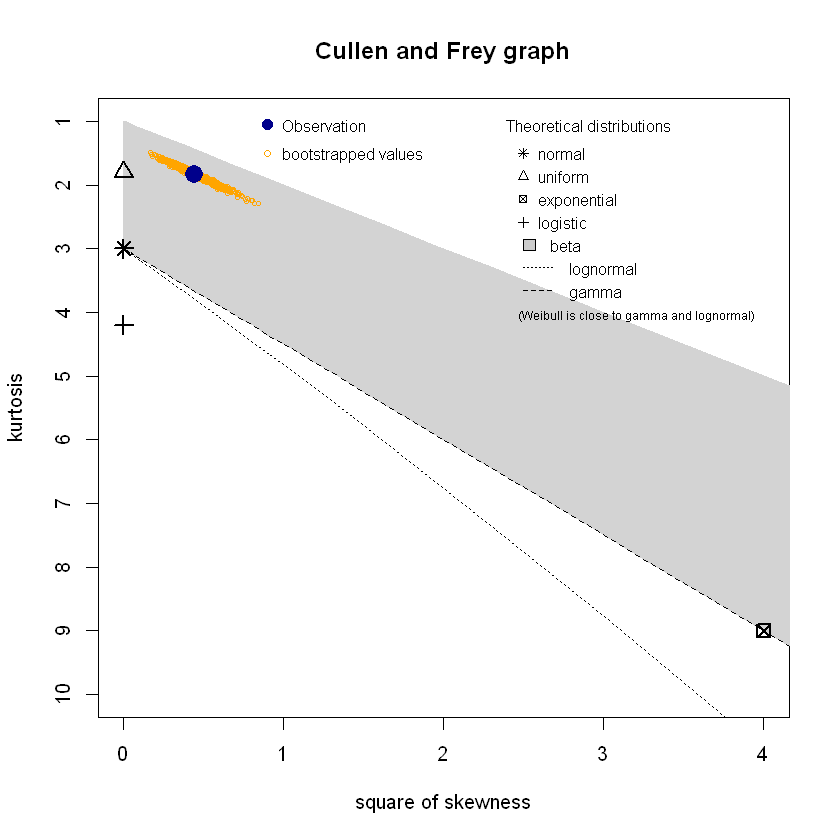 Cullen and Frey graph
Observation
bootstrapped values
Theoretical distributions
normal
uniform
exponential
logistic
beta
lognormal
gamma
(Weibull is close to gamma and lognormal)
kurtosis
1
2
3
4
5
6
7
8
9
10
0 1 2 3 4
square of skewness